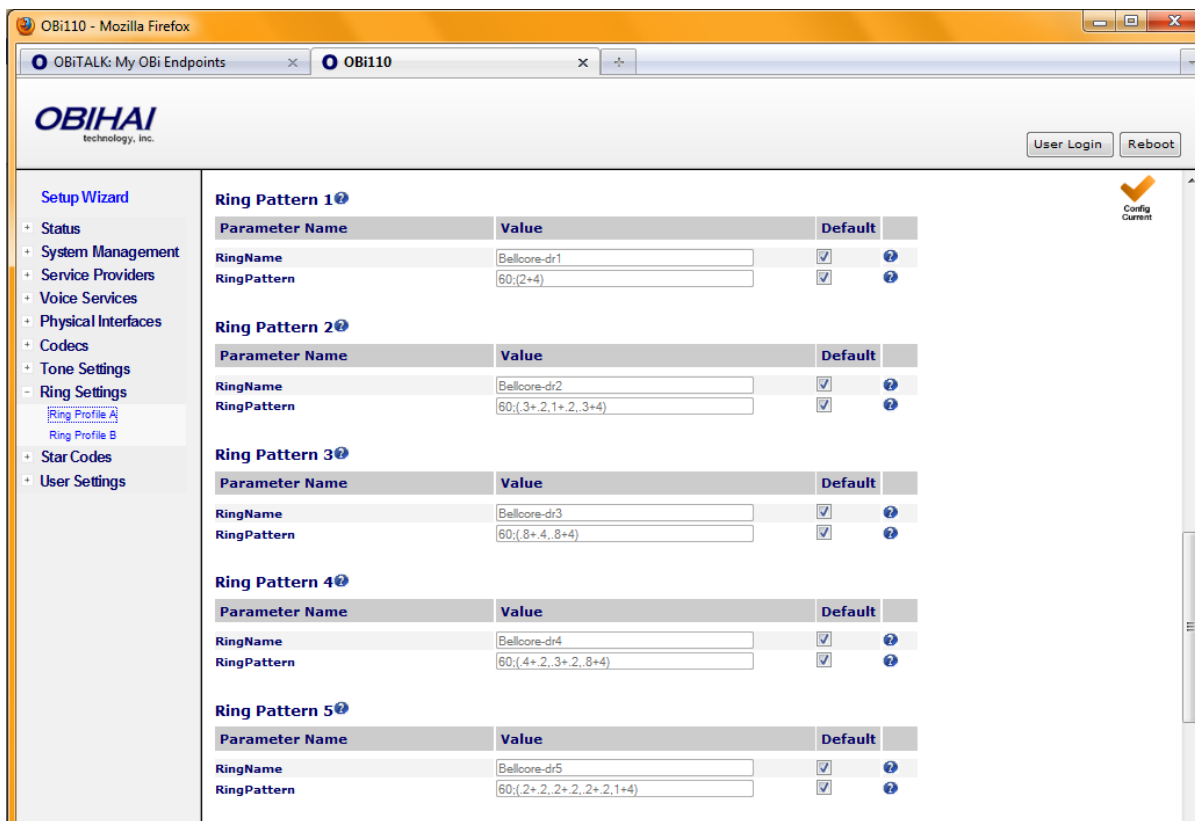 OBi110 - Mozilla Firefox
OBiTALK: My OBi Endpoints
OBi110
OBIHAI
technology, inc.
User Login
Reboot
Setup Wizard
Status
System Management
Service Providers
Voice Services
Physical Interfaces
Codecs
Tone Settings
Ring Settings
Ring Profile A
Ring Profile B
Star Codes
User Settings
Config
Current
Ring Pattern 1
Parameter Name Value Default
RingName Bellcore-dr1
RingPattern 60;(2+4)
Ring Pattern 2
Parameter Name Value Default
RingName Bellcore-dr2
RingPattern 60;(.3+.2,1+.2,.3+4)
Ring Pattern 3
Parameter Name Value Default
RingName Bellcore-dr3
RingPattern 60;(.8+.4,.8+4)
Ring Pattern 4
Parameter Name Value Default
RingName Bellcore-dr4
RingPattern 60;(.4+.2,.3+.2,.8+4)
Ring Pattern 5
Parameter Name Value Default
RingName Bellcore-dr5
RingPattern 60;(.2+.2,.2+.2,.2+.2,1+4)